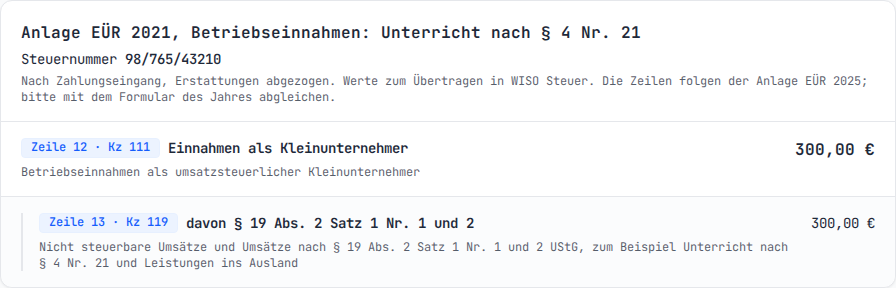 Anlage EÜR 2021, Betriebseinnahmen: Unterricht nach § 4 Nr. 21
Steuernummer 98/765/43210
Nach Zahlungseingang, Erstattungen abgezogen. Werte zum Übertragen in WISO Steuer. Die Zeilen folgen der Anlage EÜR 2025;
bitte mit dem Formular des Jahres abgleichen.
Zeile 12 · Kz 111 Einnahmen als Kleinunternehmer 300,00 €
Betriebseinnahmen als umsatzsteuerlicher Kleinunternehmer
Zeile 13 · Kz 119 davon § 19 Abs. 2 Satz 1 Nr. 1 und 2 300,00 €
Nicht steuerbare Umsätze und Umsätze nach § 19 Abs. 2 Satz 1 Nr. 1 und 2 UStG, zum Beispiel Unterricht nach
§ 4 Nr. 21 und Leistungen ins Ausland